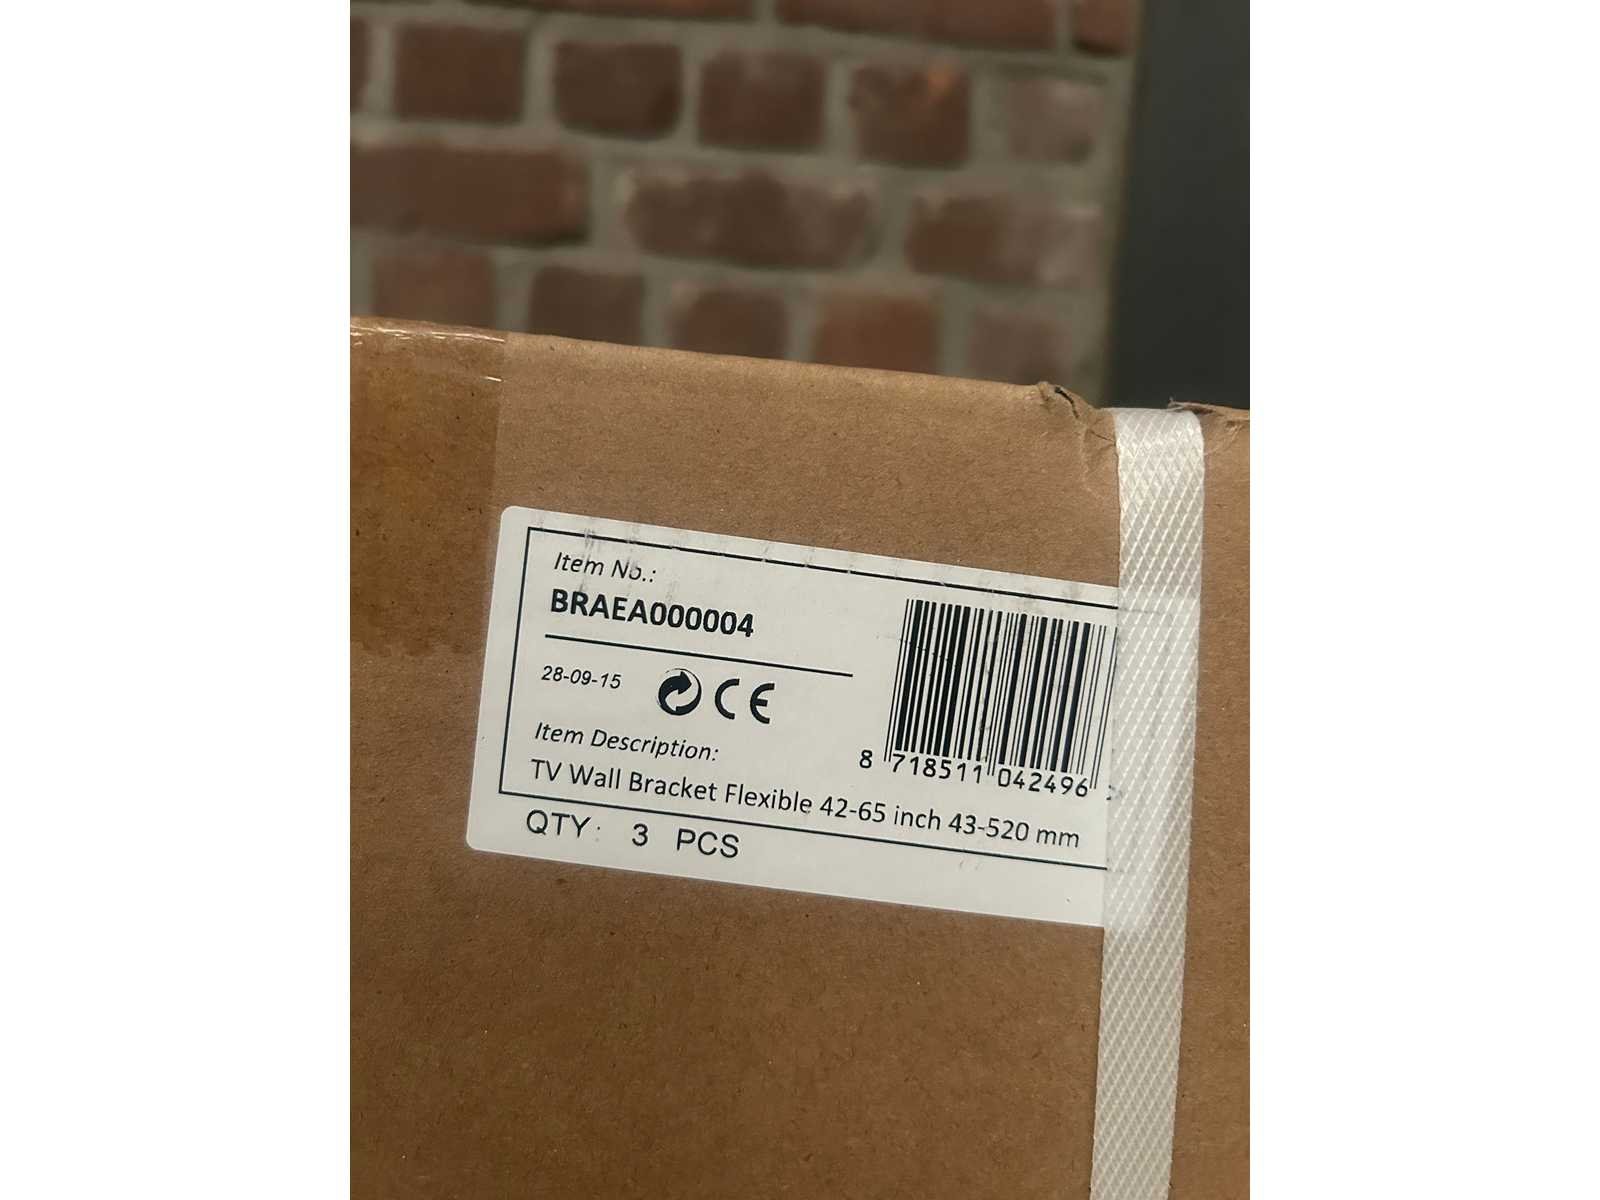 Item No.:
BRAEA000004
28-09-15
CE
8 718511 042496 >
Item Description:
TV Wall Bracket Flexible 42-65 inch 43-520 mm
QTY: 3 PCS